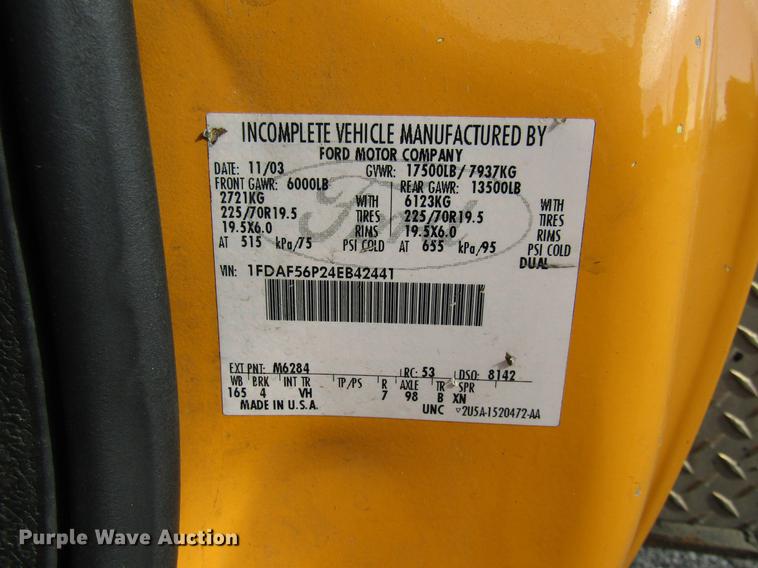 INCOMPLETE VEHICLE MANUFACTURED BY
FORD MOTOR COMPANY
DATE: 11/03 GVWR: 17500LB/ 7937KG
FRONT GAWR: 6000LB REAR GAWR: 13500LB
2721KG WITH 6123KG WITH
225/70R19.5 TIRES 225/70R19.5 TIRES
19.5X6.0 RIMS 19.5X6.0 RIMS
AT 515 kPa/75 PSI COLD AT 655 kPa/95 PSI COLD
DUAL
Ford
VIN: 1FDAF56P24EB42441
EXT PNT: M6284 RC: 53 DSO: 8142
WB BRK INT TR TP/PS R AXLE TR SPR
165 4 VH 7 98 B XN
MADE IN U.S.A. UNC ▽2U5A-1520472-AA
Purple Wave Auction